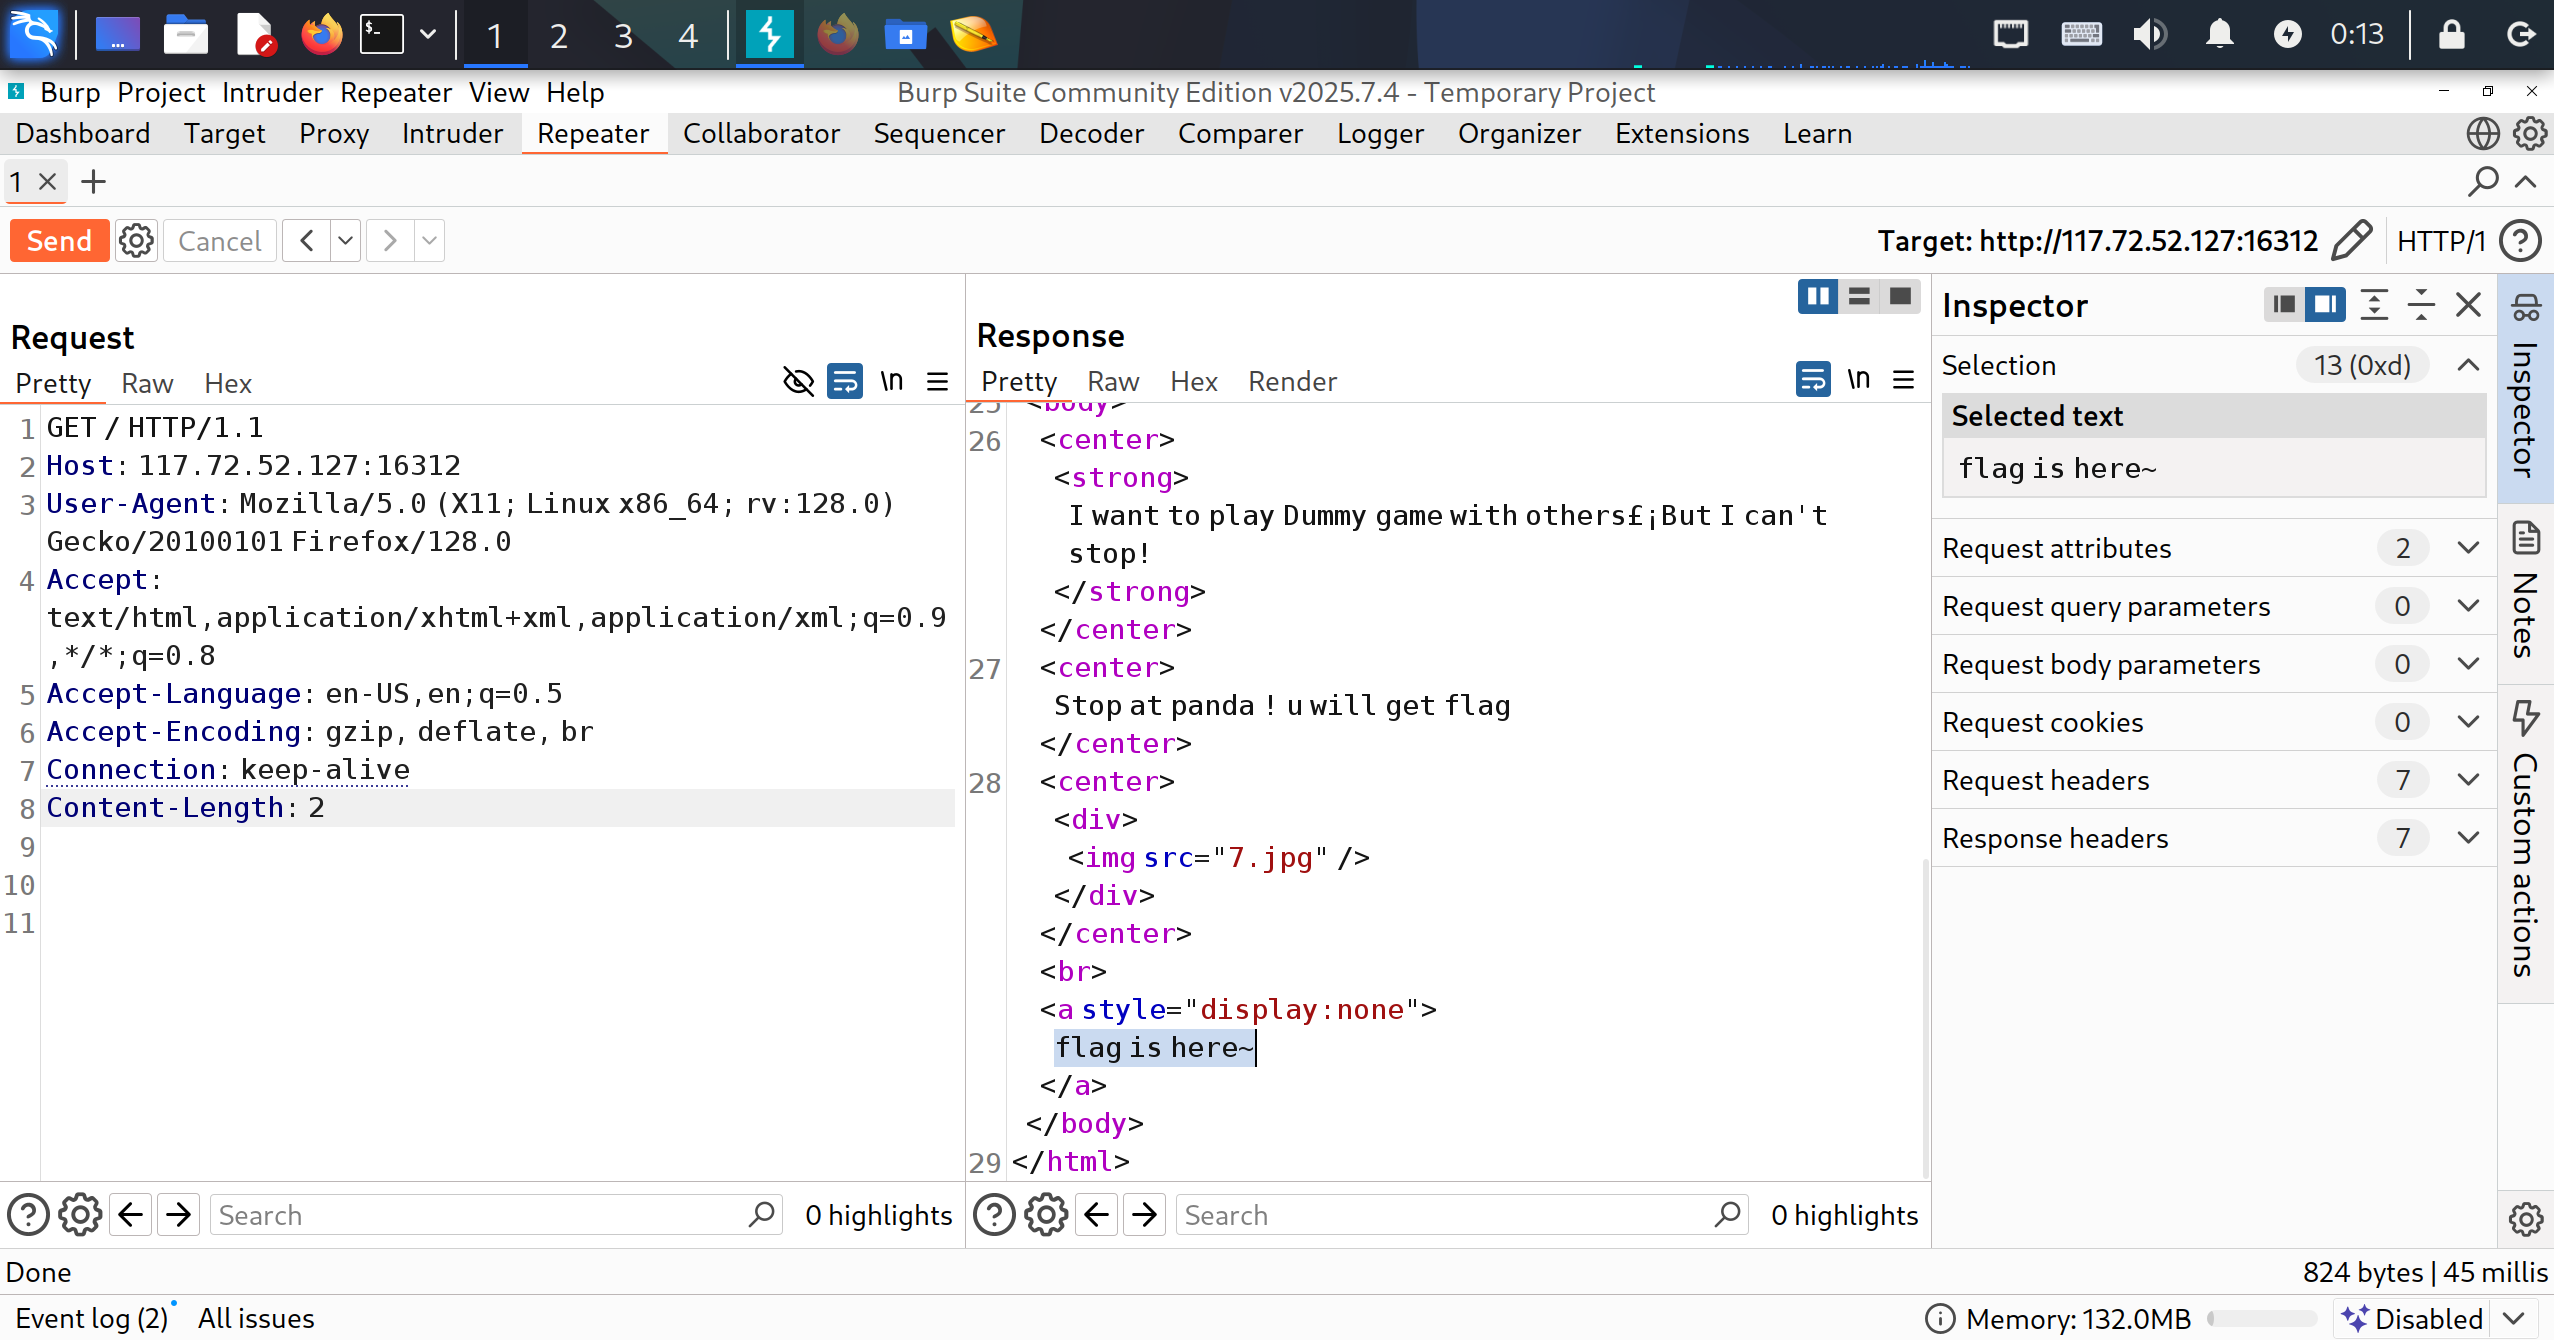 1 2 3 4 0:13
Burp Project Intruder Repeater View Help Burp Suite Community Edition v2025.7.4 - Temporary Project
Dashboard Target Proxy Intruder Repeater Collaborator Sequencer Decoder Comparer Logger Organizer Extensions Learn
1
Send Cancel Target: http://117.72.52.127:16312 HTTP/1
Request
Pretty Raw Hex \n
1 GET / HTTP/1.1
2 Host: 117.72.52.127:16312
3 User-Agent: Mozilla/5.0 (X11; Linux x86_64; rv:128.0)
Gecko/20100101 Firefox/128.0
4 Accept:
text/html,application/xhtml+xml,application/xml;q=0.9
,*/*;q=0.8
5 Accept-Language: en-US,en;q=0.5
6 Accept-Encoding: gzip, deflate, br
7 Connection: keep-alive
8 Content-Length: 2
9
10
11
Search 0 highlights
Response
Pretty Raw Hex Render \n
25 <body>
26 <center>
<strong>
I want to play Dummy game with others£¡But I can't
stop!
</strong>
</center>
27 <center>
Stop at panda ! u will get flag
</center>
28 <center>
<div>
<img src="7.jpg" />
</div>
</center>
<br>
<a style="display:none">
flag is here~
</a>
</body>
29 </html>
Search 0 highlights
Inspector
Selection 13 (0xd)
Selected text
flag is here~
Request attributes 2
Request query parameters 0
Request body parameters 0
Request cookies 0
Request headers 7
Response headers 7
Inspector
Notes
Custom actions
Done 824 bytes | 45 millis
Event log (2) All issues Memory: 132.0MB Disabled